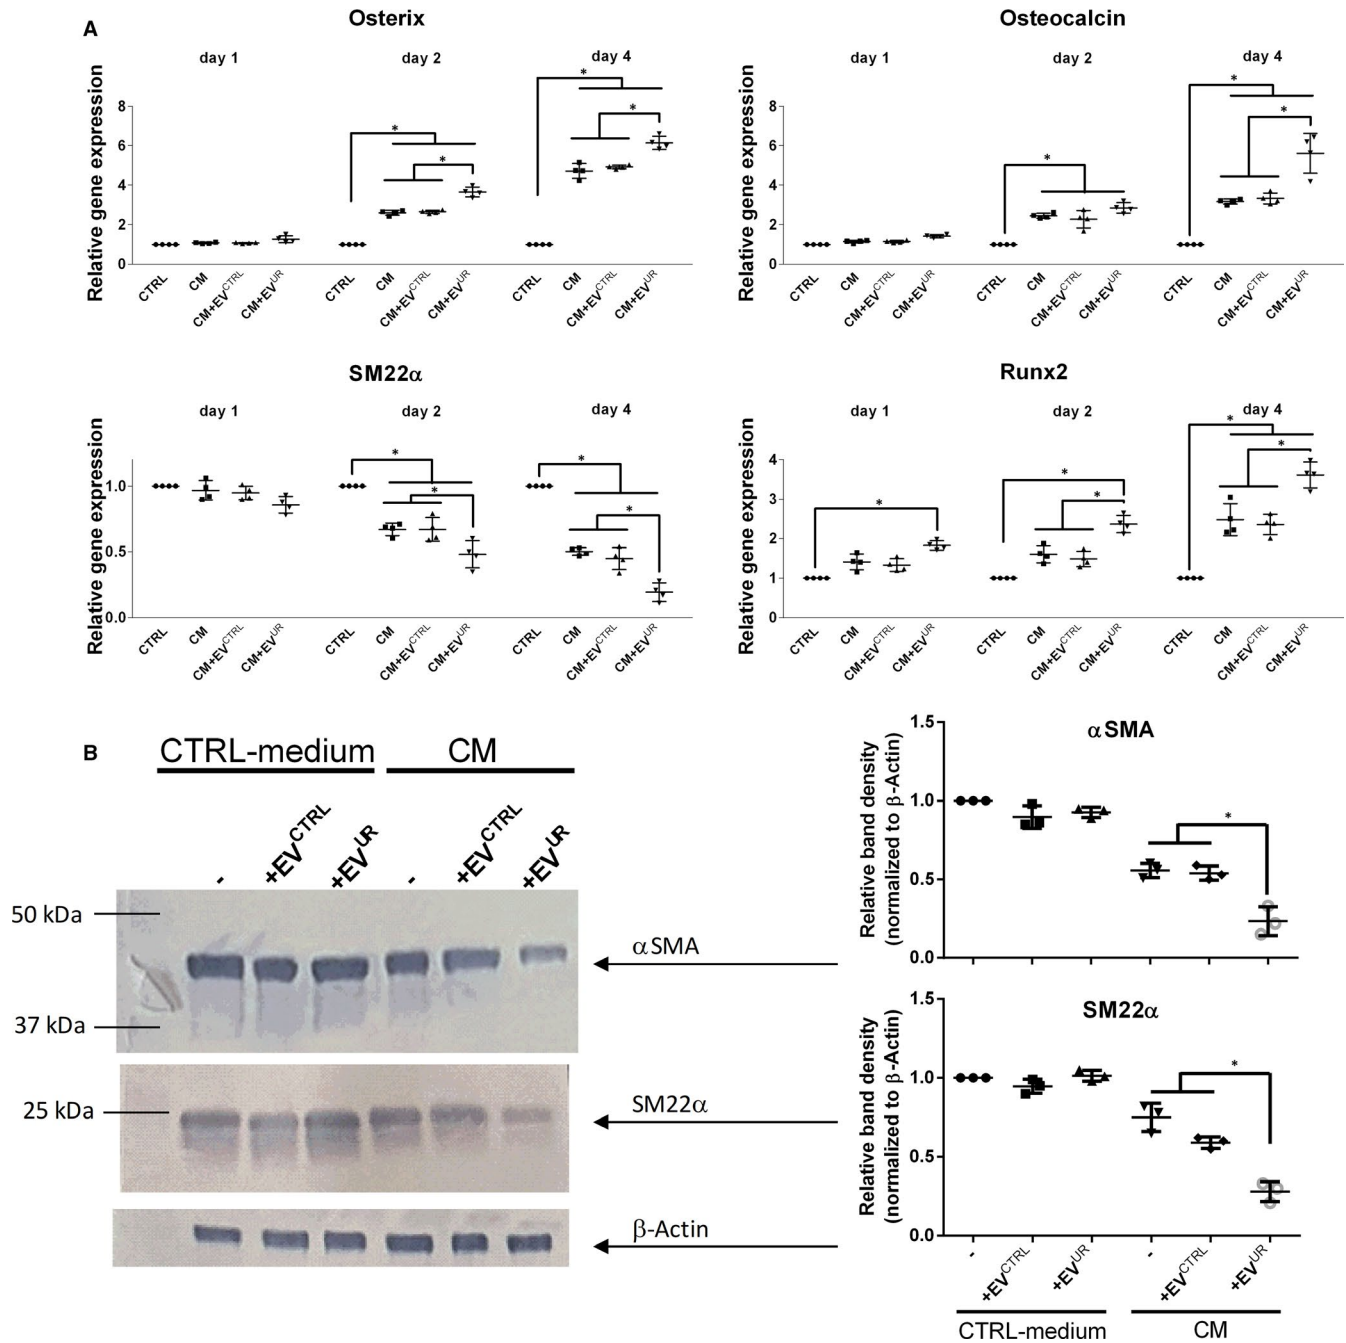 A
Osterix
day 1
day 2
day 4
Relative gene expression
8
6
4
2
0
*
*
*
*
CTRL
CM
CM+EV^CTRL
CM+EV^UR
CTRL
CM
CM+EV^CTRL
CM+EV^UR
CTRL
CM
CM+EV^CTRL
CM+EV^UR
Osteocalcin
day 1
day 2
day 4
Relative gene expression
8
6
4
2
0
*
*
*
CTRL
CM
CM+EV^CTRL
CM+EV^UR
CTRL
CM
CM+EV^CTRL
CM+EV^UR
CTRL
CM
CM+EV^CTRL
CM+EV^UR
SM22α
day 1
day 2
day 4
Relative gene expression
1.0
0.5
0.0
*
*
*
*
CTRL
CM
CM+EV^CTRL
CM+EV^UR
CTRL
CM
CM+EV^CTRL
CM+EV^UR
CTRL
CM
CM+EV^CTRL
CM+EV^UR
Runx2
day 1
day 2
day 4
Relative gene expression
4
3
2
1
0
*
*
*
*
*
CTRL
CM
CM+EV^CTRL
CM+EV^UR
CTRL
CM
CM+EV^CTRL
CM+EV^UR
CTRL
CM
CM+EV^CTRL
CM+EV^UR
B
CTRL-medium
CM
-
+EV^CTRL
+EV^UR
-
+EV^CTRL
+EV^UR
50 kDa
37 kDa
25 kDa
αSMA
SM22α
β-Actin
αSMA
Relative band density
(normalized to β-Actin)
1.5
1.0
0.5
0.0
*
SM22α
Relative band density
(normalized to β-Actin)
1.5
1.0
0.5
0.0
*
-
+EV^CTRL
+EV^UR
-
+EV^CTRL
+EV^UR
CTRL-medium
CM